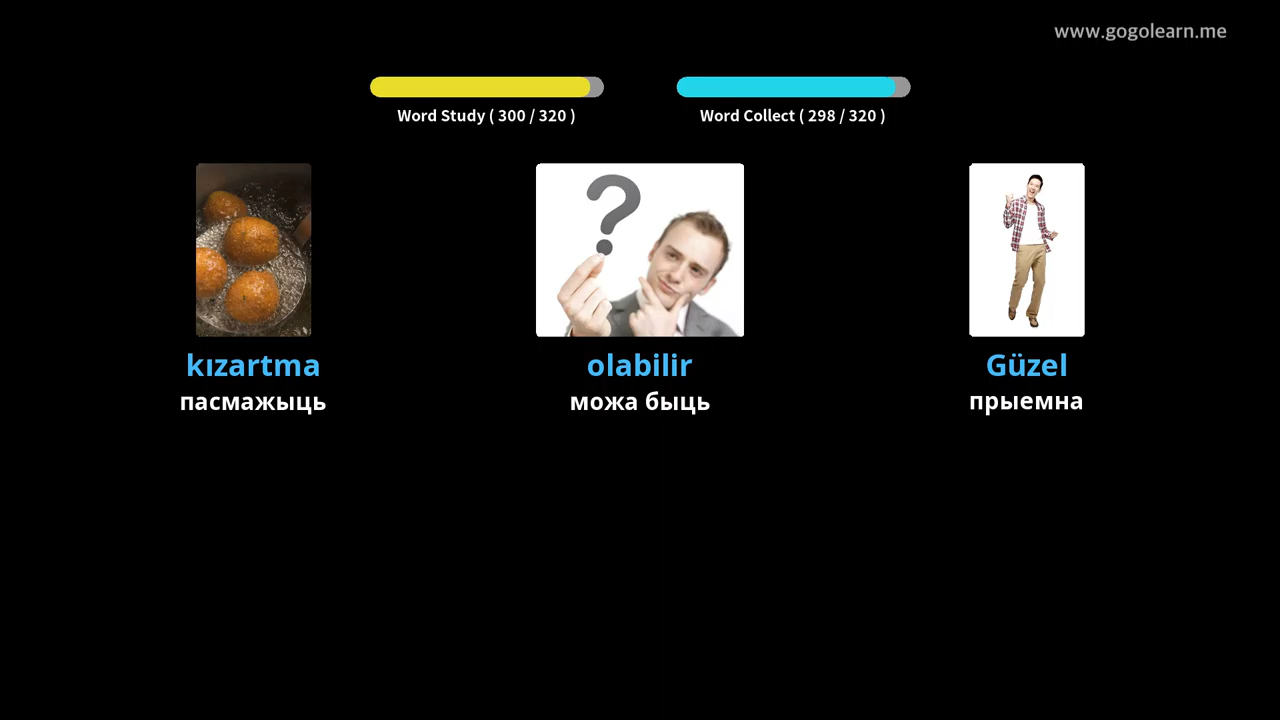 www.gogolearn.me
Word Study ( 300 / 320 )
Word Collect ( 298 / 320 )
kızartma
olabilir
Güzel
пасмажыць
можа быць
прыемна